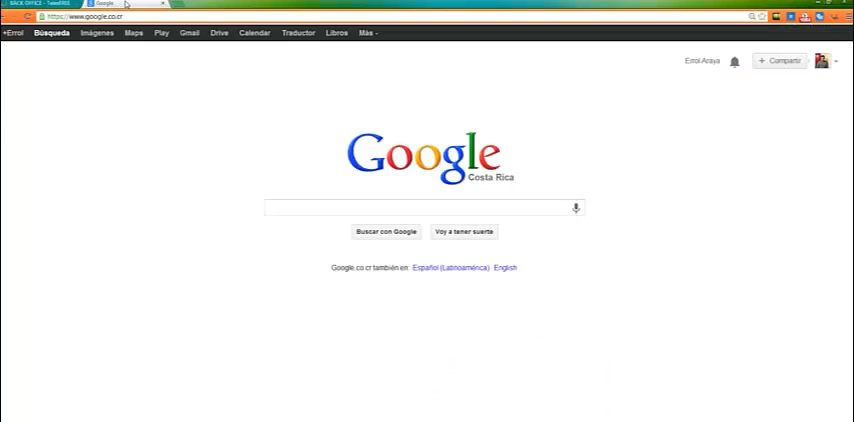 BACK OFFICE - TalkFREE Google
https://www.google.co.cr
+Errol Búsqueda Imágenes Maps Play Gmail Drive Calendar Traductor Libros Más
Errol Araya + Compartir
Google
Costa Rica
Buscar con Google Voy a tener suerte
Google.co.cr también en: Español (Latinoamérica) English